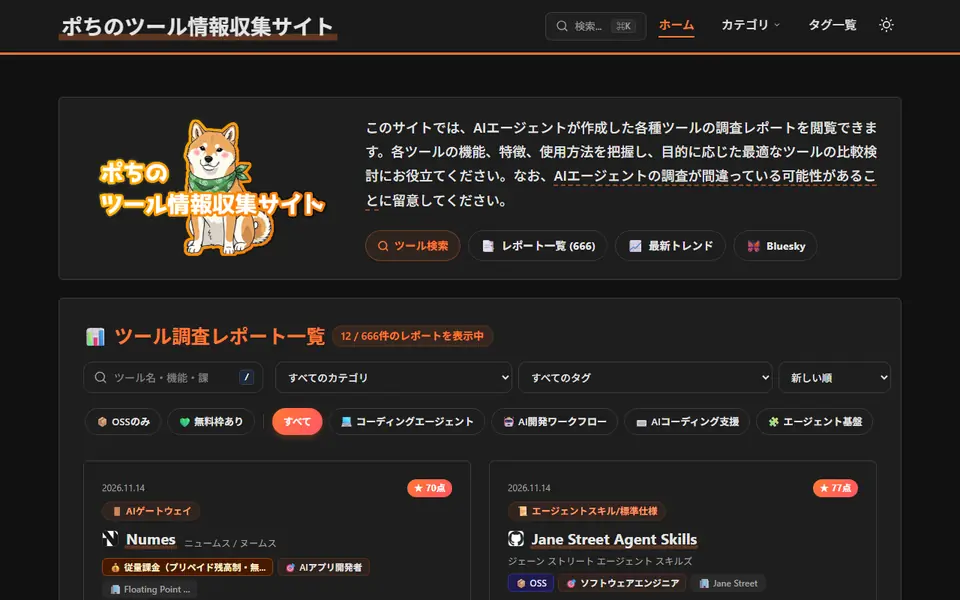 ポちのツール情報収集サイト
検索... ⌘K ホーム カテゴリ タグ一覧
ポちの
ツール情報収集サイト
このサイトでは、AIエージェントが作成した各種ツールの調査レポートを閲覧できま
す。各ツールの機能、特徴、使用方法を把握し、目的に応じた最適なツールの比較検
討にお役立てください。なお、AIエージェントの調査が間違っている可能性があるこ
とに留意してください。
ツール検索 レポート一覧 (666) 最新トレンド Bluesky
ツール調査レポート一覧 12 / 666件のレポートを表示中
ツール名・機能・課 / すべてのカテゴリ すべてのタグ 新しい順
OSSのみ 無料枠あり すべて コーディングエージェント AI開発ワークフロー AIコーディング支援 エージェント基盤
2026.11.14 ★ 70点
AIゲートウェイ
Numes ニュームス / ヌームス
従量課金（プリペイド残高制・無... AIアプリ開発者
Floating Point ...
2026.11.14 ★ 77点
エージェントスキル/標準仕様
Jane Street Agent Skills
ジェーン ストリート エージェント スキルズ
OSS ソフトウェアエンジニア Jane Street